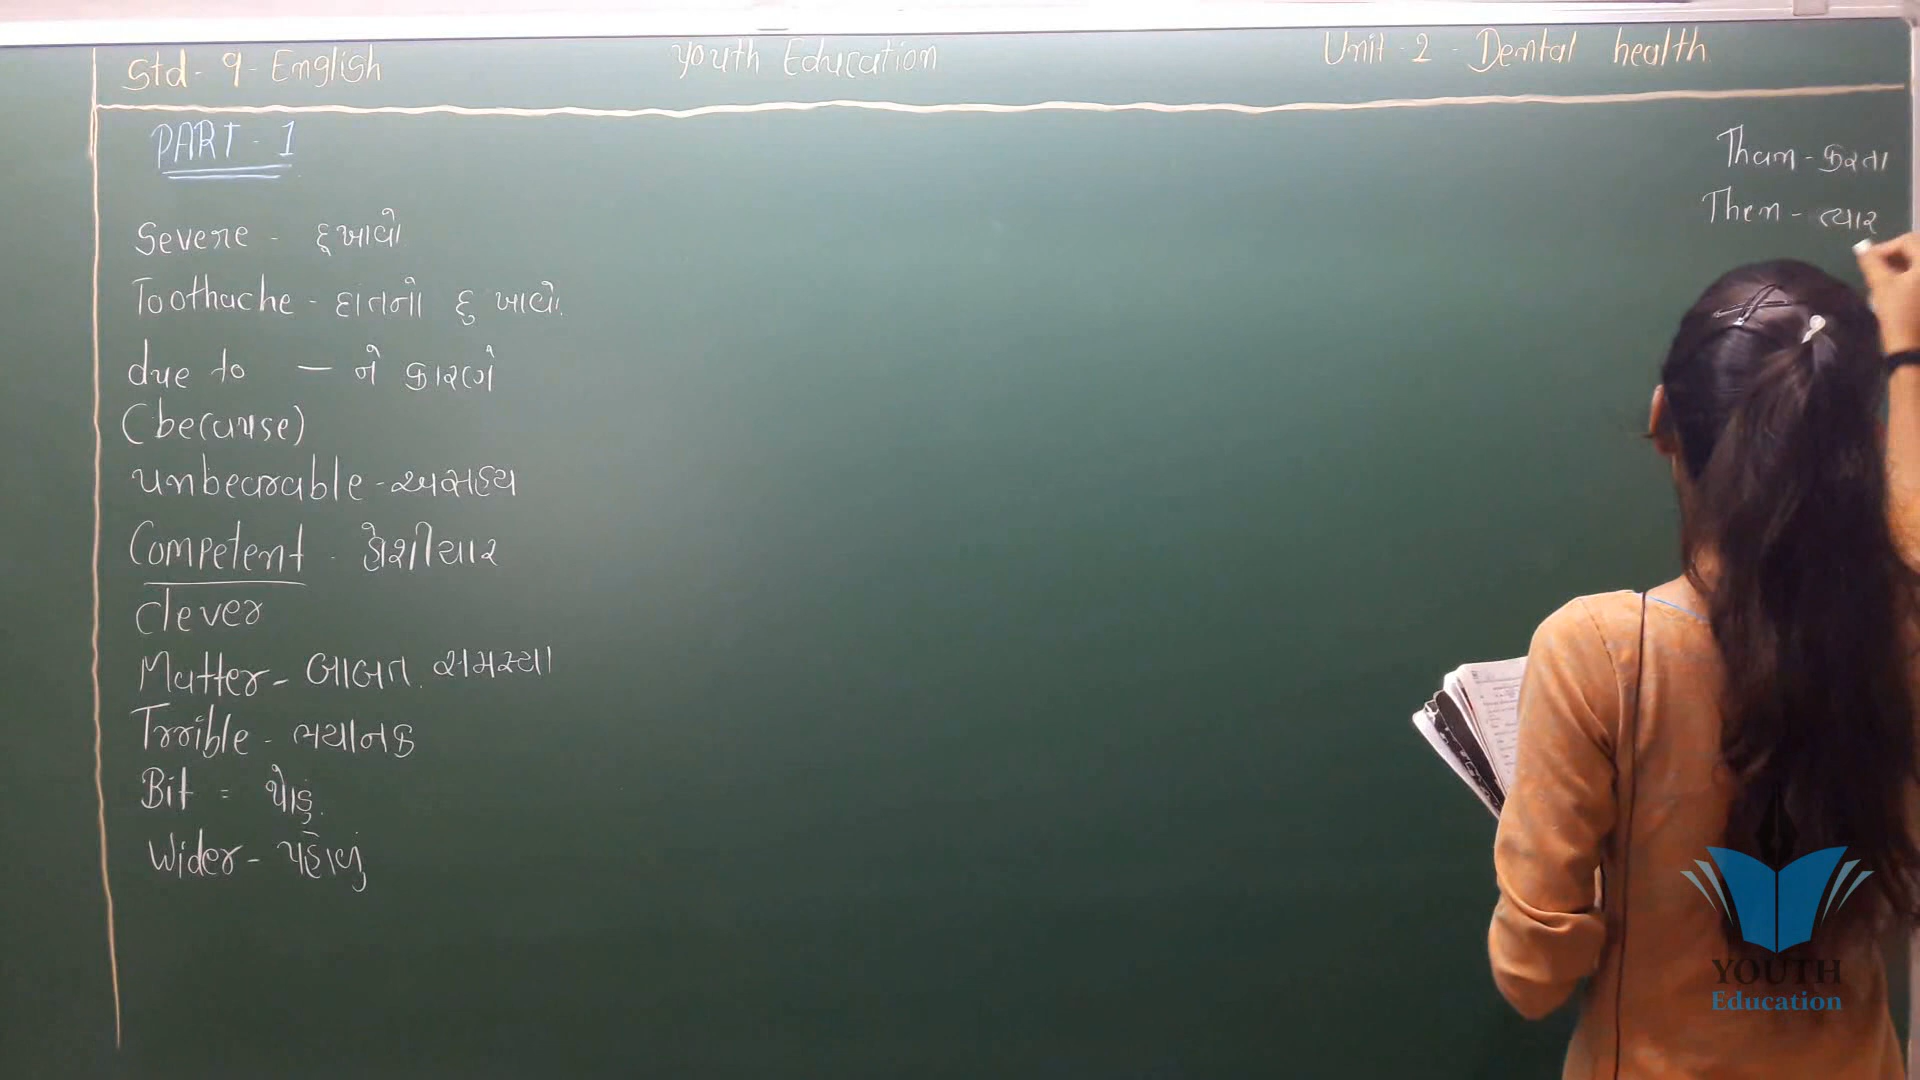 Std - 9 - English
Youth Education
Unit - 2 - Dental health
PART - 1
Severe - દૂખાવો
Toothache - દાતનો દુખાવો.
due to — ને કારણે
(because)
unbearable - અસહ્ય
Competent - હોશીયાર
clever
Matter - બાબત. સમસ્યા
Trrible - ભયાનક
Bit = થોડુ.
Wider - પહોળું
Than - કરતા
Then - ત્યાર
YOUTH
Education